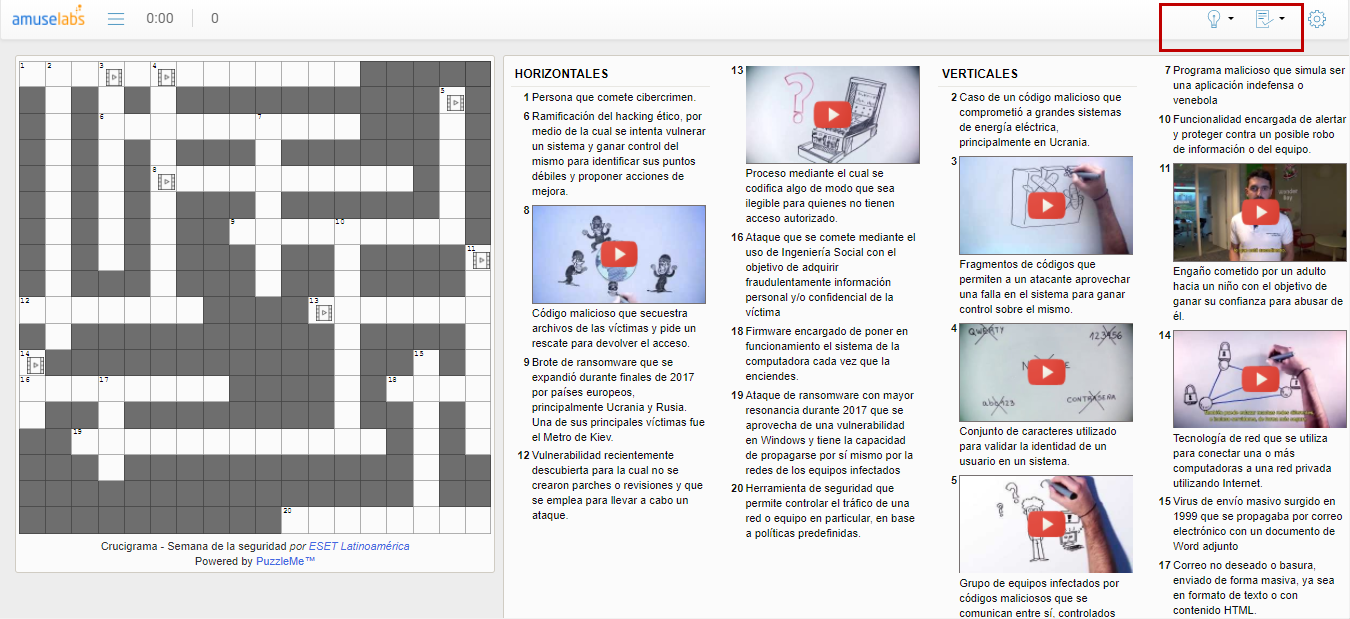 amuselabs
0:00
0
1
2
3
4
5
6
7
8
9
10
11
12
13
14
15
16
17
18
19
20
Crucigrama - Semana de la seguridad por ESET Latinoamérica
Powered by PuzzleMe™
HORIZONTALES
1 Persona que comete cibercrimen.
6 Ramificación del hacking ético, por
medio de la cual se intenta vulnerar
un sistema y ganar control del
mismo para identificar sus puntos
débiles y proponer acciones de
mejora.
8
Código malicioso que secuestra
archivos de las víctimas y pide un
rescate para devolver el acceso.
9 Brote de ransomware que se
expandió durante finales de 2017
por países europeos,
principalmente Ucrania y Rusia.
Una de sus principales víctimas fue
el Metro de Kiev.
12 Vulnerabilidad recientemente
descubierta para la cual no se
crearon parches o revisiones y que
se emplea para llevar a cabo un
ataque.
13
Proceso mediante el cual se
codifica algo de modo que sea
ilegible para quienes no tienen
acceso autorizado.
16 Ataque que se comete mediante el
uso de Ingeniería Social con el
objetivo de adquirir
fraudulentamente información
personal y/o confidencial de la
víctima
18 Firmware encargado de poner en
funcionamiento el sistema de la
computadora cada vez que la
enciendes.
19 Ataque de ransomware con mayor
resonancia durante 2017 que se
aprovecha de una vulnerabilidad
en Windows y tiene la capacidad
de propagarse por sí mismo por la
redes de los equipos infectados
20 Herramienta de seguridad que
permite controlar el tráfico de una
red o equipo en particular, en base
a políticas predefinidas.
VERTICALES
2 Caso de un código malicioso que
comprometió a grandes sistemas
de energía eléctrica,
principalmente en Ucrania.
3
Fragmentos de códigos que
permiten a un atacante aprovechar
una falla en el sistema para ganar
control sobre el mismo.
4
QWERTY
123456
abc123
CONTRASEÑA
Conjunto de caracteres utilizado
para validar la identidad de un
usuario en un sistema.
5
Grupo de equipos infectados por
códigos maliciosos que se
comunican entre sí, controlados
7 Programa malicioso que simula ser
una aplicación indefensa o
venebola
10 Funcionalidad encargada de alertar
y proteger contra un posible robo
de información o del equipo.
11
Engaño cometido por un adulto
hacia un niño con el objetivo de
ganar su confianza para abusar de
él.
14
Tecnología de red que se utiliza
para conectar una o más
computadoras a una red privada
utilizando Internet.
15 Virus de envío masivo surgido en
1999 que se propagaba por correo
electrónico con un documento de
Word adjunto
17 Correo no deseado o basura,
enviado de forma masiva, ya sea
en formato de texto o con
contenido HTML.